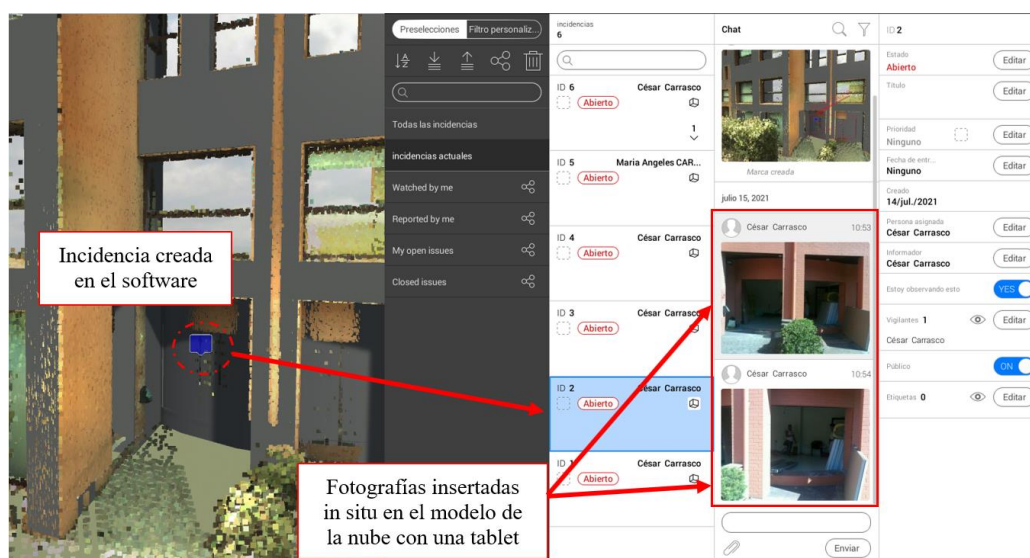 Incidencia creada
en el software
Fotografías insertadas
in situ en el modelo de
la nube con una tablet
Preselecciones
Filtro personaliz...
Todas las incidencias
incidencias actuales
Watched by me
Reported by me
My open issues
Closed issues
incidencias
6
ID 6
César Carrasco
Abierto
1
ID 5
Maria Angeles CAR...
Abierto
ID 4
César Carrasco
Abierto
ID 3
César Carrasco
Abierto
ID 2
César Carrasco
Abierto
ID 1
César Carrasco
Abierto
Chat
Marca creada
julio 15, 2021
César Carrasco
10:53
César Carrasco
10:54
Enviar
ID 2
Estado
Abierto
Editar
Título
Editar
Prioridad
Ninguno
Editar
Fecha de entr...
Ninguno
Editar
Creado
14/jul./2021
Persona asignada
César Carrasco
Editar
Informador
César Carrasco
Editar
Estoy observando esto
YES
Vigilantes 1
Editar
César Carrasco
Público
ON
Etiquetas 0
Editar